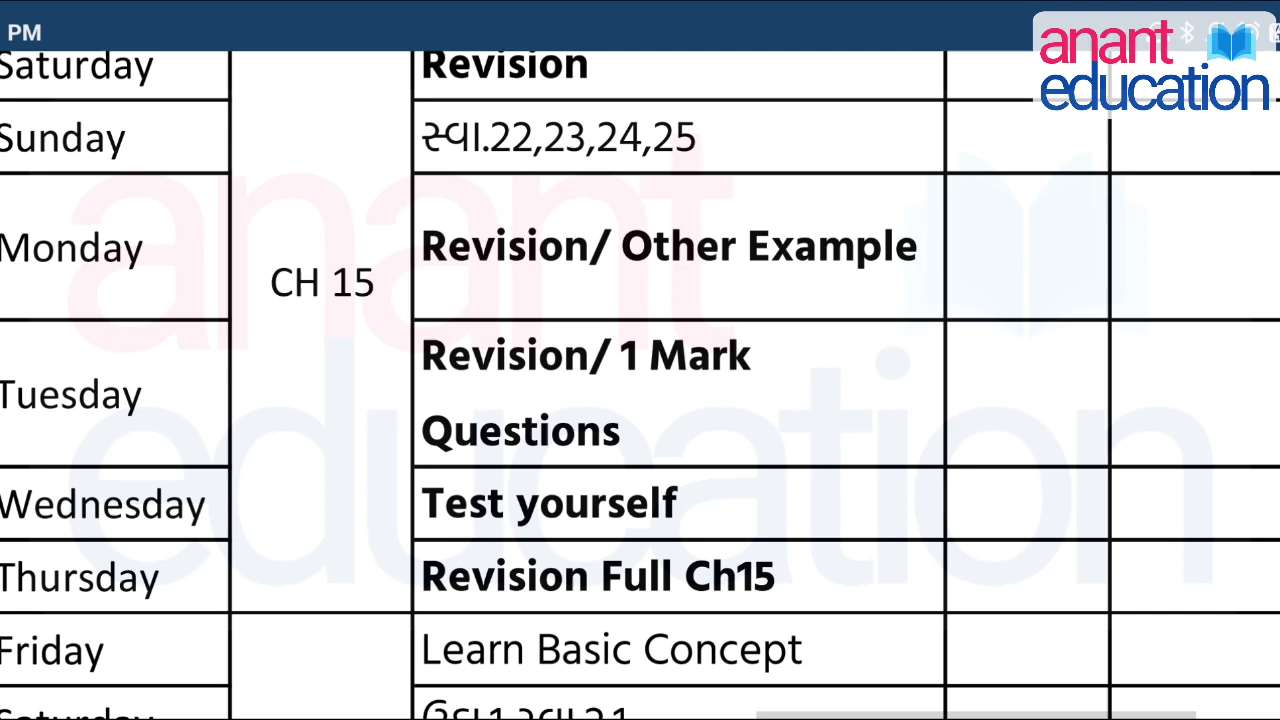 PM
anant
education
Saturday
Revision
Sunday
સ્વા.22,23,24,25
Monday
CH 15
Revision/ Other Example
Tuesday
Revision/ 1 Mark
Questions
Wednesday
Test yourself
Thursday
Revision Full Ch15
Friday
Learn Basic Concept
Saturday